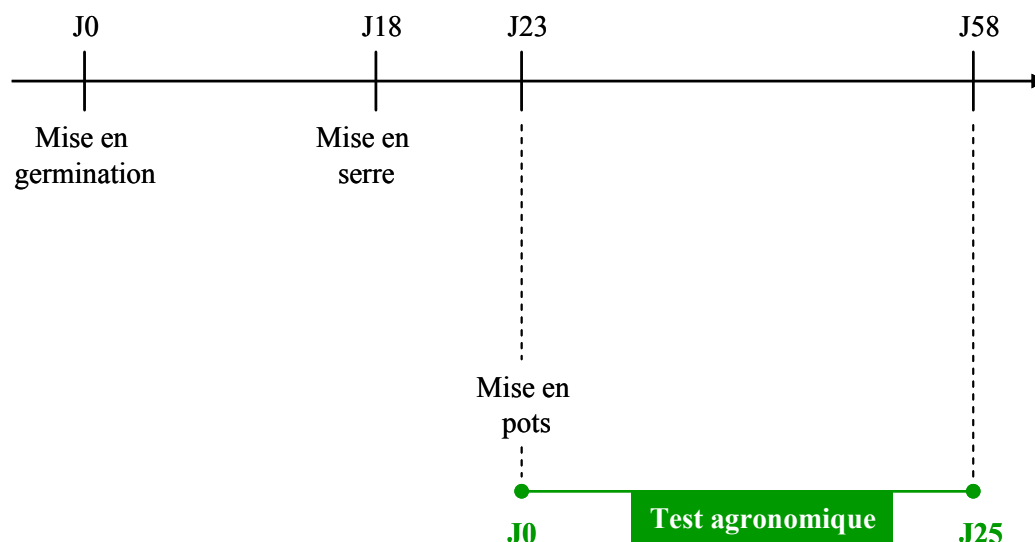 J0 J18 J23 J58
Mise en
germination
Mise en
serre
Mise en
pots
Test agronomique
J0 J25